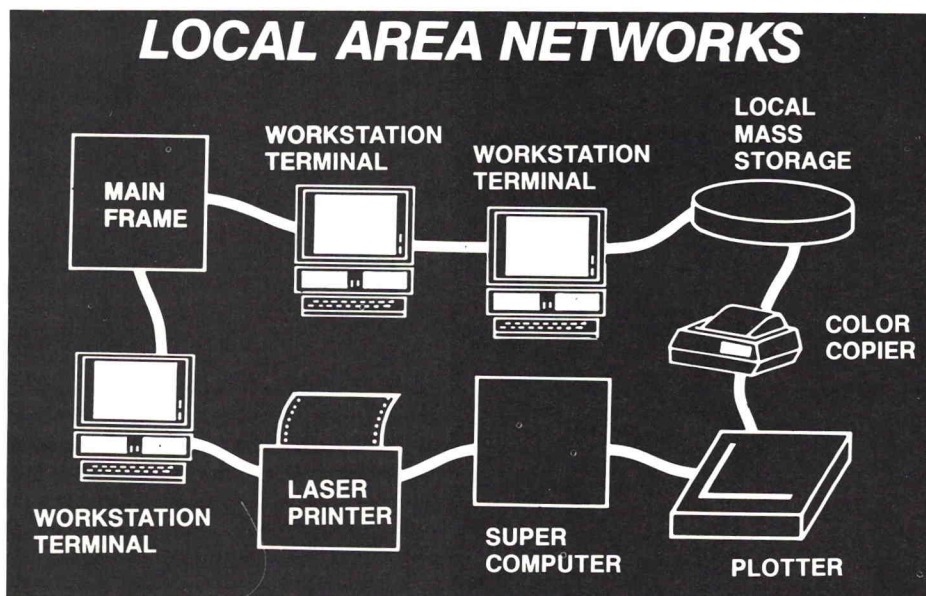 LOCAL AREA NETWORKS
MAIN
FRAME
WORKSTATION
TERMINAL
WORKSTATION
TERMINAL
LOCAL
MASS
STORAGE
COLOR
COPIER
WORKSTATION
TERMINAL
LASER
PRINTER
SUPER
COMPUTER
PLOTTER